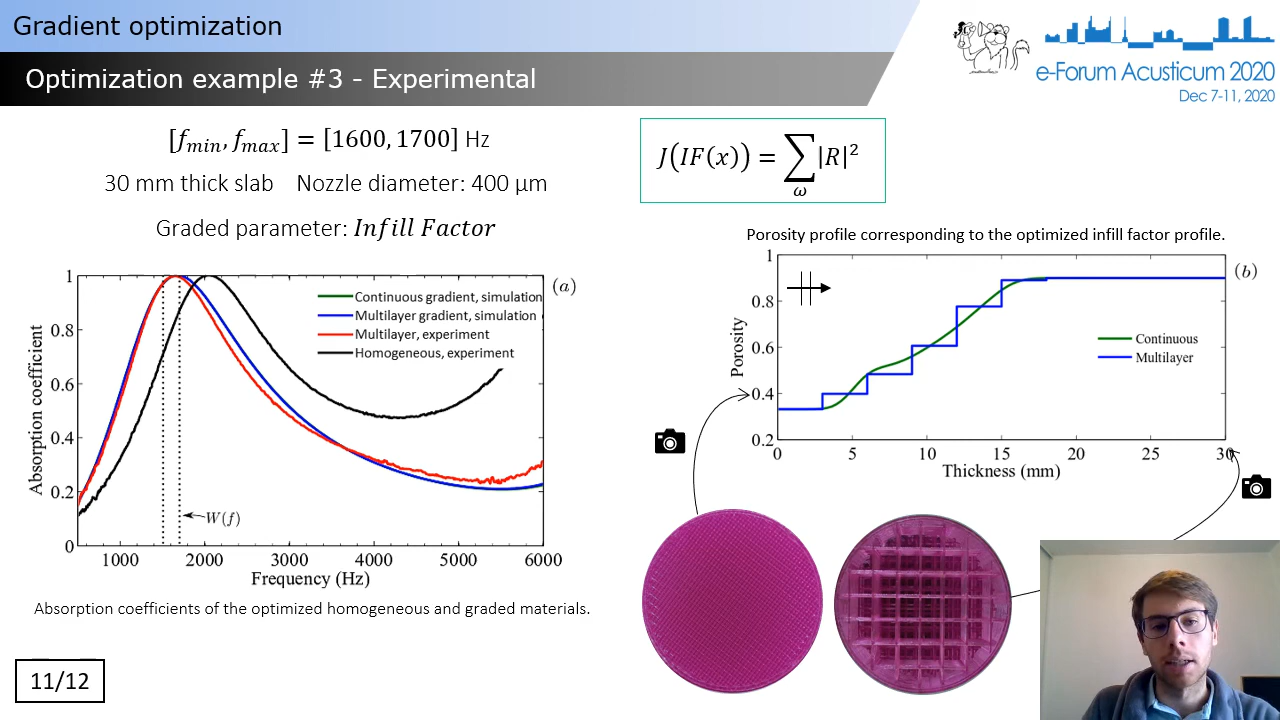 Gradient optimization
Optimization example #3 - Experimental
e-Forum Acusticum 2020
Dec 7-11, 2020
[f_min, f_max] = [1600, 1700] Hz
30 mm thick slab Nozzle diameter: 400 µm
Graded parameter: Infill Factor
J(IF(x)) = ∑_ω |R|²
Absorption coefficient
1
0.8
0.6
0.4
0.2
0
(a)
Continuous gradient, simulation
Multilayer gradient, simulation
Multilayer, experiment
Homogeneous, experiment
W(f)
1000 2000 3000 4000 5000 6000
Frequency (Hz)
Absorption coefficients of the optimized homogeneous and graded materials.
Porosity profile corresponding to the optimized infill factor profile.
Porosity
1
0.8
0.6
0.4
0.2
(b)
Continuous
Multilayer
0 5 10 15 20 25 30
Thickness (mm)
11/12